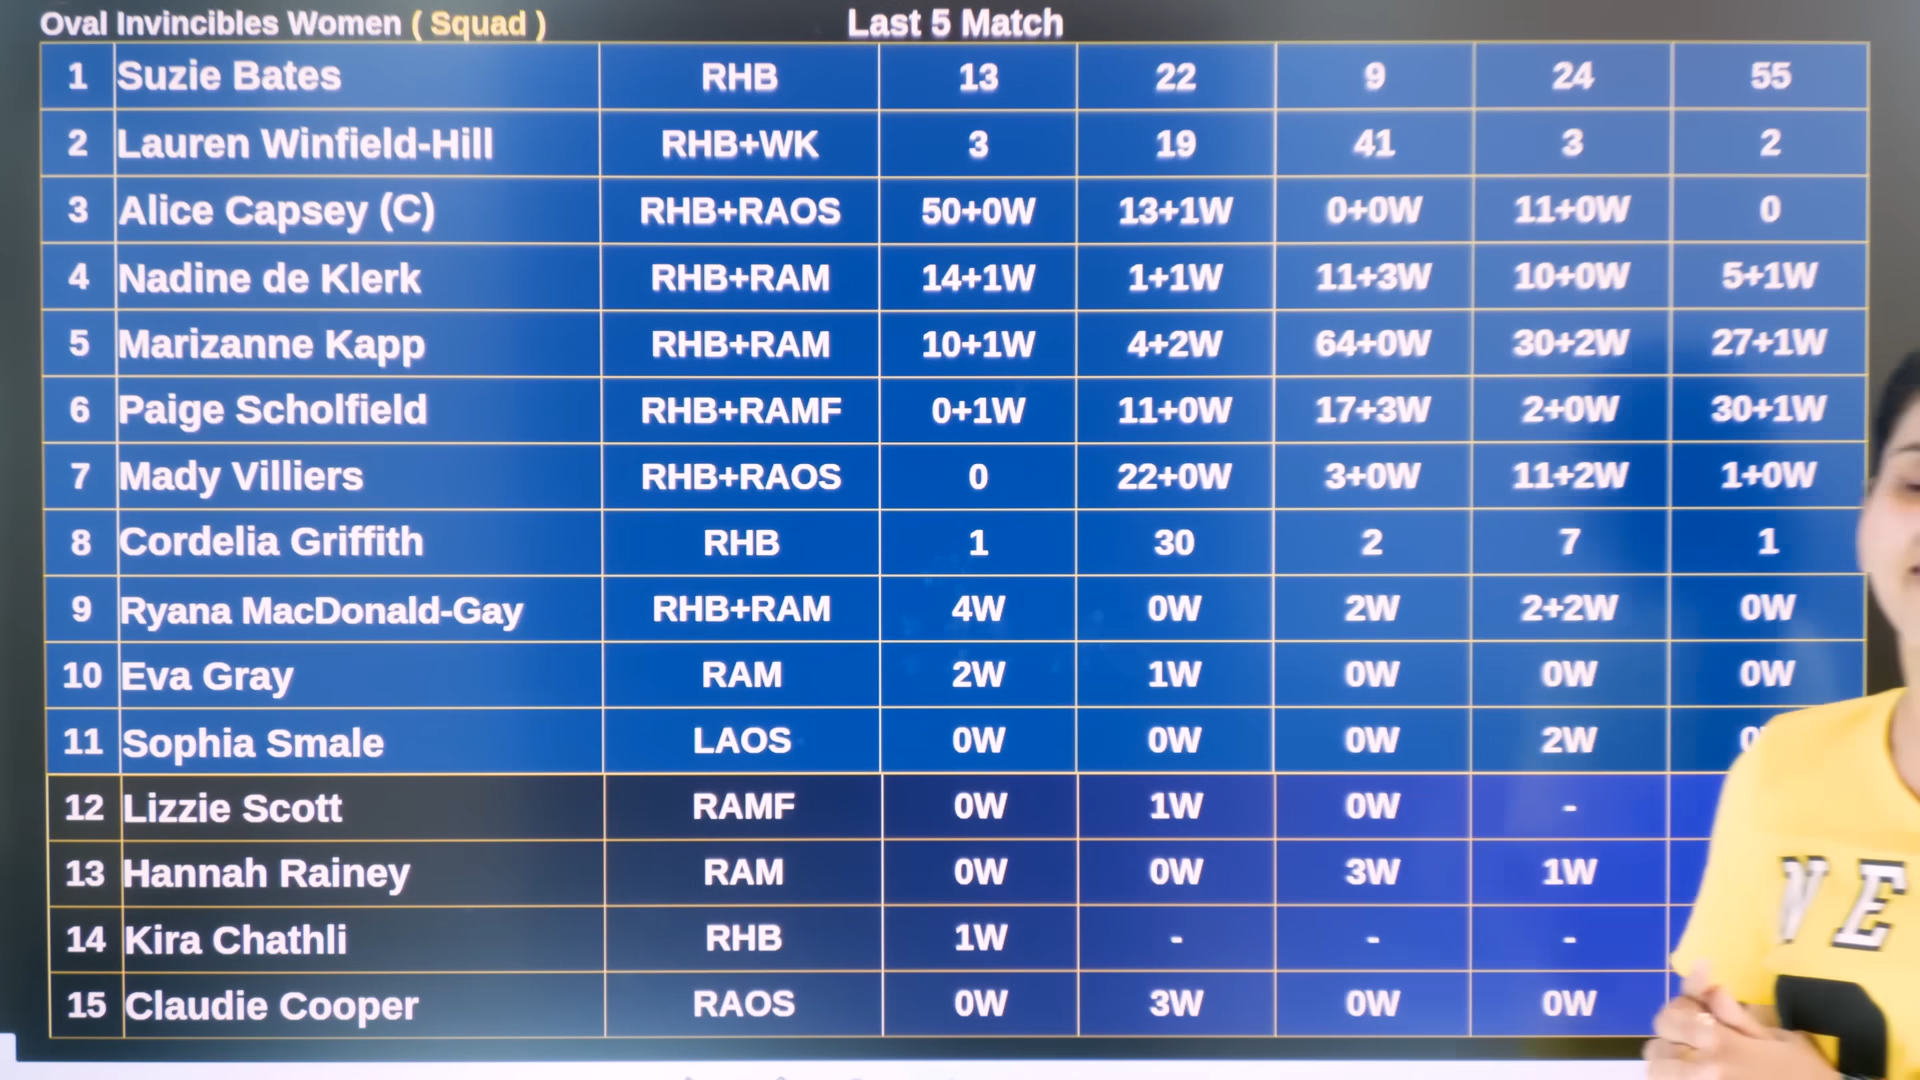 Oval Invincibles Women ( Squad ) Last 5 Match
1 Suzie Bates RHB 13 22 9 24 55
2 Lauren Winfield-Hill RHB+WK 3 19 41 3 2
3 Alice Capsey (C) RHB+RAOS 50+0W 13+1W 0+0W 11+0W 0
4 Nadine de Klerk RHB+RAM 14+1W 1+1W 11+3W 10+0W 5+1W
5 Marizanne Kapp RHB+RAM 10+1W 4+2W 64+0W 30+2W 27+1W
6 Paige Scholfield RHB+RAMF 0+1W 11+0W 17+3W 2+0W 30+1W
7 Mady Villiers RHB+RAOS 0 22+0W 3+0W 11+2W 1+0W
8 Cordelia Griffith RHB 1 30 2 7 1
9 Ryana MacDonald-Gay RHB+RAM 4W 0W 2W 2+2W 0W
10 Eva Gray RAM 2W 1W 0W 0W 0W
11 Sophia Smale LAOS 0W 0W 0W 2W
12 Lizzie Scott RAMF 0W 1W 0W -
13 Hannah Rainey RAM 0W 0W 3W 1W
14 Kira Chathli RHB 1W - - -
15 Claudie Cooper RAOS 0W 3W 0W 0W
W E